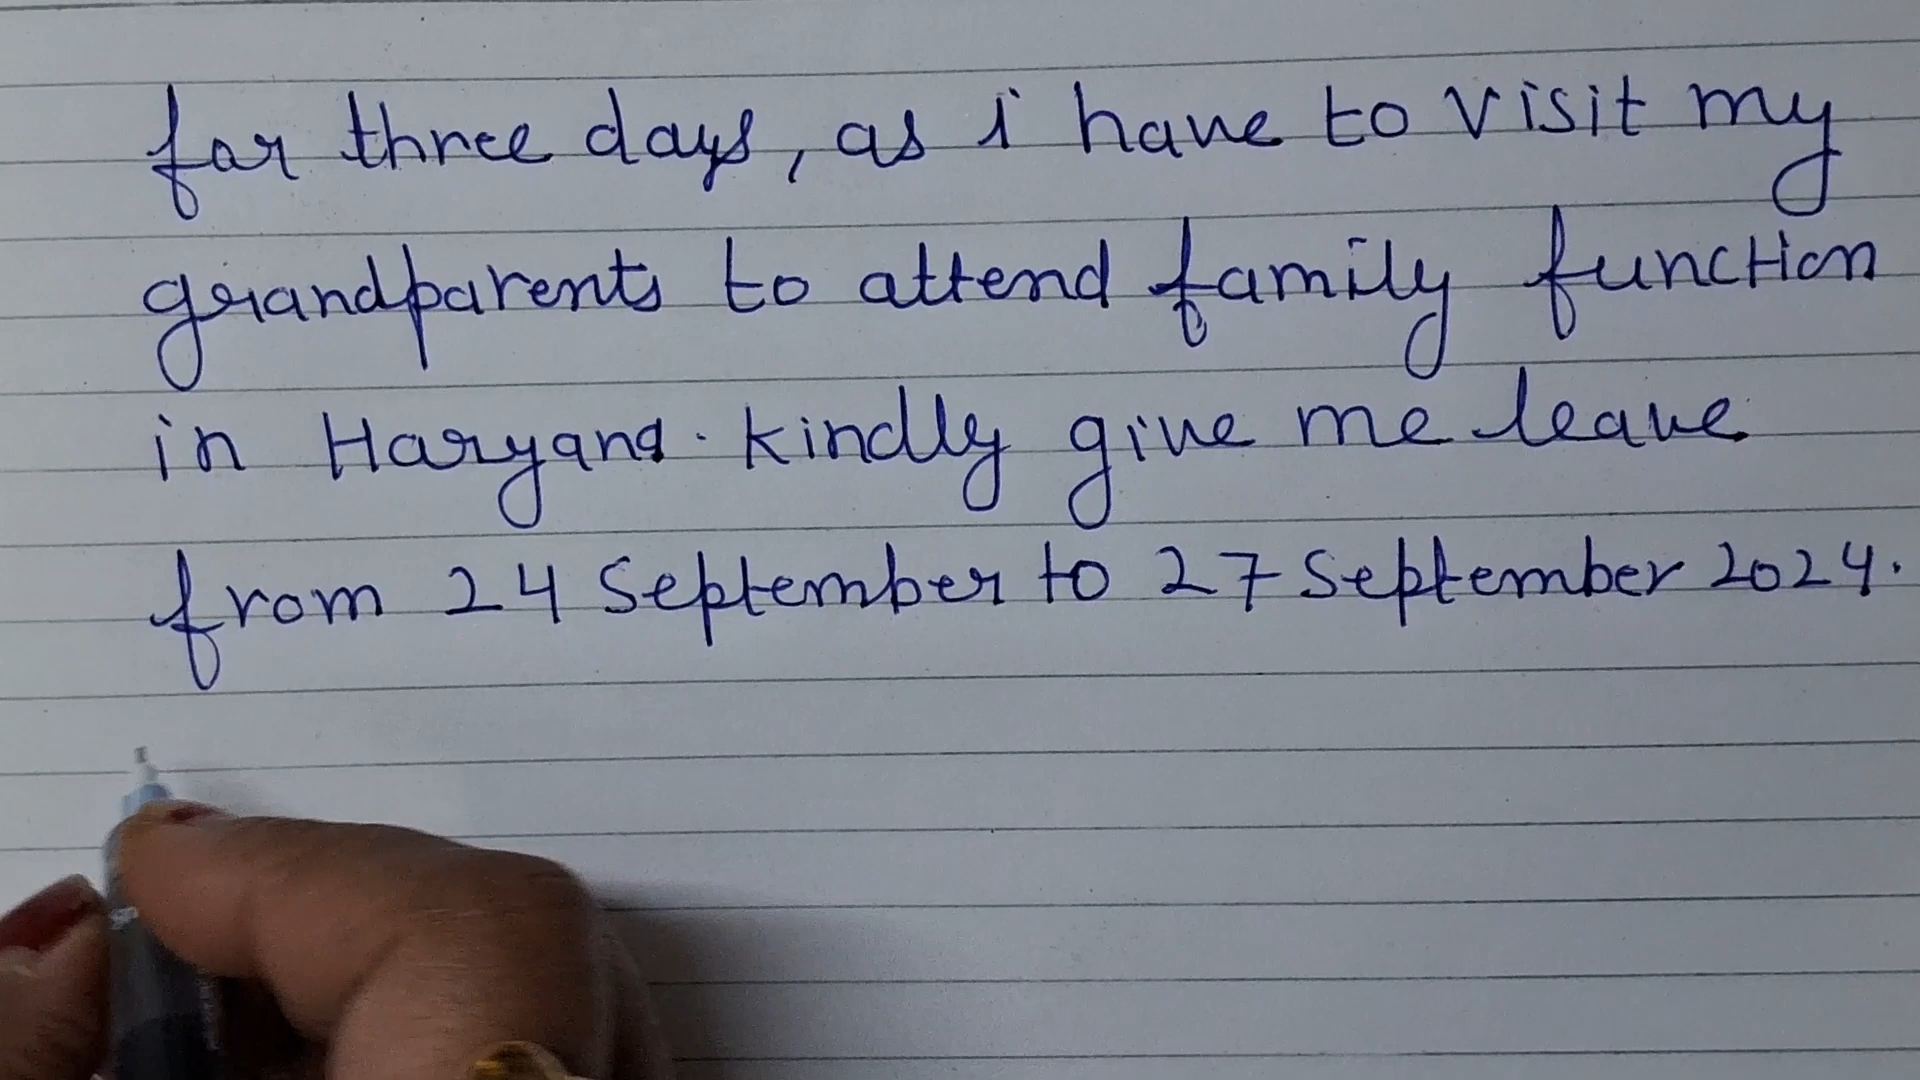 for three days, as i have to visit my
grandparents to attend family function
in Haryana. kindly give me leave
from 24 September to 27 September 2024.